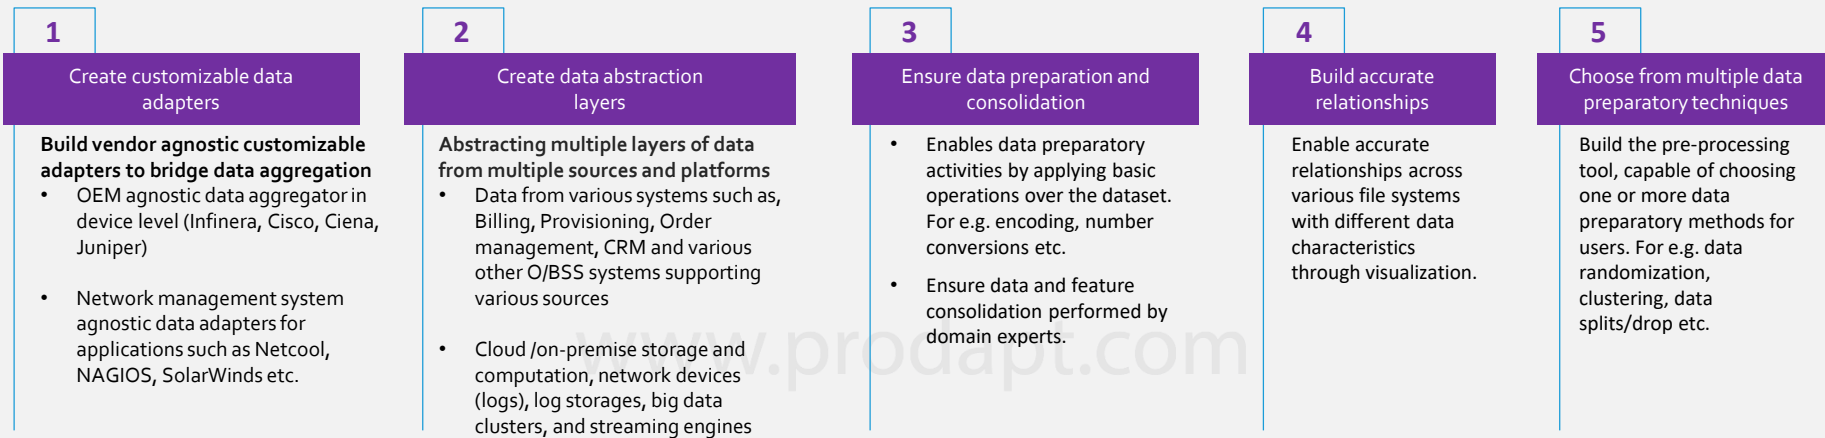 1
Create customizable data
adapters
Build vendor agnostic customizable
adapters to bridge data aggregation
• OEM agnostic data aggregator in
device level (Infinera, Cisco, Ciena,
Juniper)
• Network management system
agnostic data adapters for
applications such as Netcool,
NAGIOS, SolarWinds etc.
2
Create data abstraction
layers
Abstracting multiple layers of data
from multiple sources and platforms
• Data from various systems such as,
Billing, Provisioning, Order
management, CRM and various
other O/BSS systems supporting
various sources
• Cloud /on-premise storage and
computation, network devices
(logs), log storages, big data
clusters, and streaming engines
3
Ensure data preparation and
consolidation
• Enables data preparatory
activities by applying basic
operations over the dataset.
For e.g. encoding, number
conversions etc.
• Ensure data and feature
consolidation performed by
domain experts.
4
Build accurate
relationships
Enable accurate
relationships across
various file systems
with different data
characteristics
through visualization.
5
Choose from multiple data
preparatory techniques
Build the pre-processing
tool, capable of choosing
one or more data
preparatory methods for
users. For e.g. data
randomization,
clustering, data
splits/drop etc.
www.prodapt.com